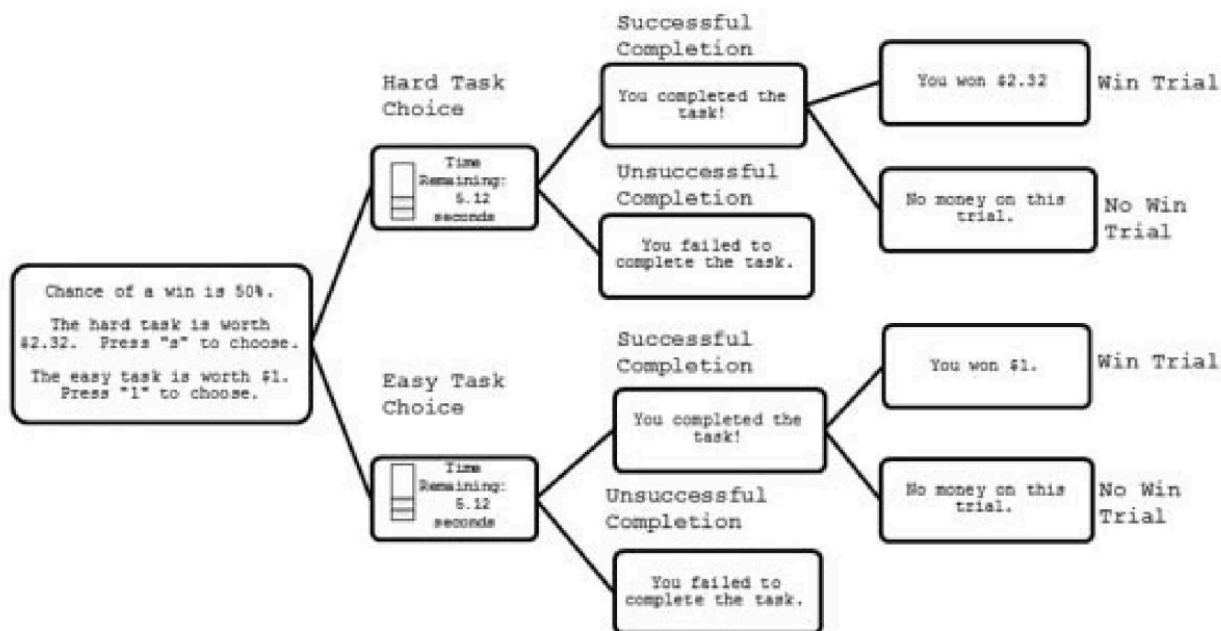 Chance of a win is 50%.
The hard task is worth
$2.32. Press "s" to choose.
The easy task is worth $1.
Press "l" to choose.
Hard Task
Choice
Time
Remaining:
5.12
seconds
Successful
Completion
You completed the
task!
You won $2.32
Win Trial
No money on this
trial.
No Win
Trial
Unsuccessful
Completion
You failed to
complete the task.
Easy Task
Choice
Time
Remaining:
5.12
seconds
Successful
Completion
You completed the
task!
You won $1.
Win Trial
No money on this
trial.
No Win
Trial
Unsuccessful
Completion
You failed to
complete the task.